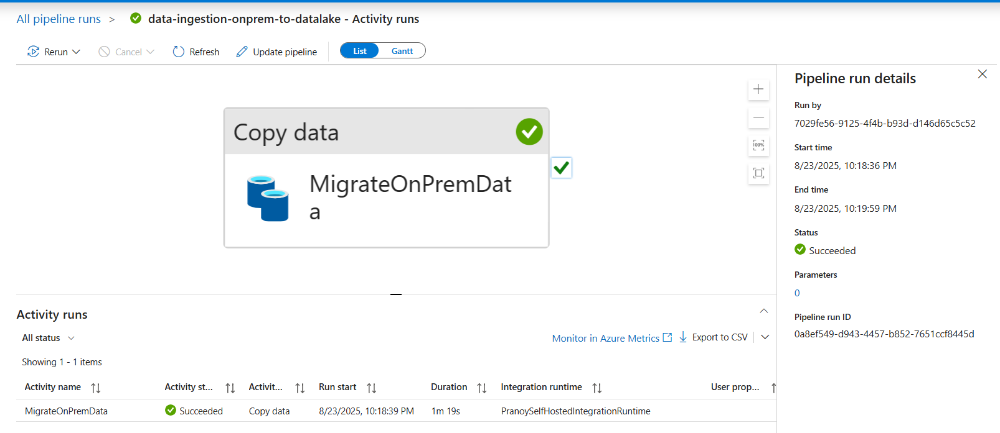 All pipeline runs > data-ingestion-onprem-to-datalake - Activity runs
Rerun Cancel Refresh Update pipeline List Gantt
Copy data
MigrateOnPremDat
a
100%
Pipeline run details
Run by
7029fe56-9125-4f4b-b93d-d146d65c5c52
Start time
8/23/2025, 10:18:36 PM
End time
8/23/2025, 10:19:59 PM
Status
Succeeded
Parameters
0
Pipeline run ID
0a8ef549-d943-4457-b852-7651ccf8445d
Activity runs
All status
Monitor in Azure Metrics Export to CSV
Showing 1 - 1 items
Activity name Activity st... Activit... Run start Duration Integration runtime User prop...
MigrateOnPremData Succeeded Copy data 8/23/2025, 10:18:39 PM 1m 19s PranoySelfHostedIntegrationRuntime